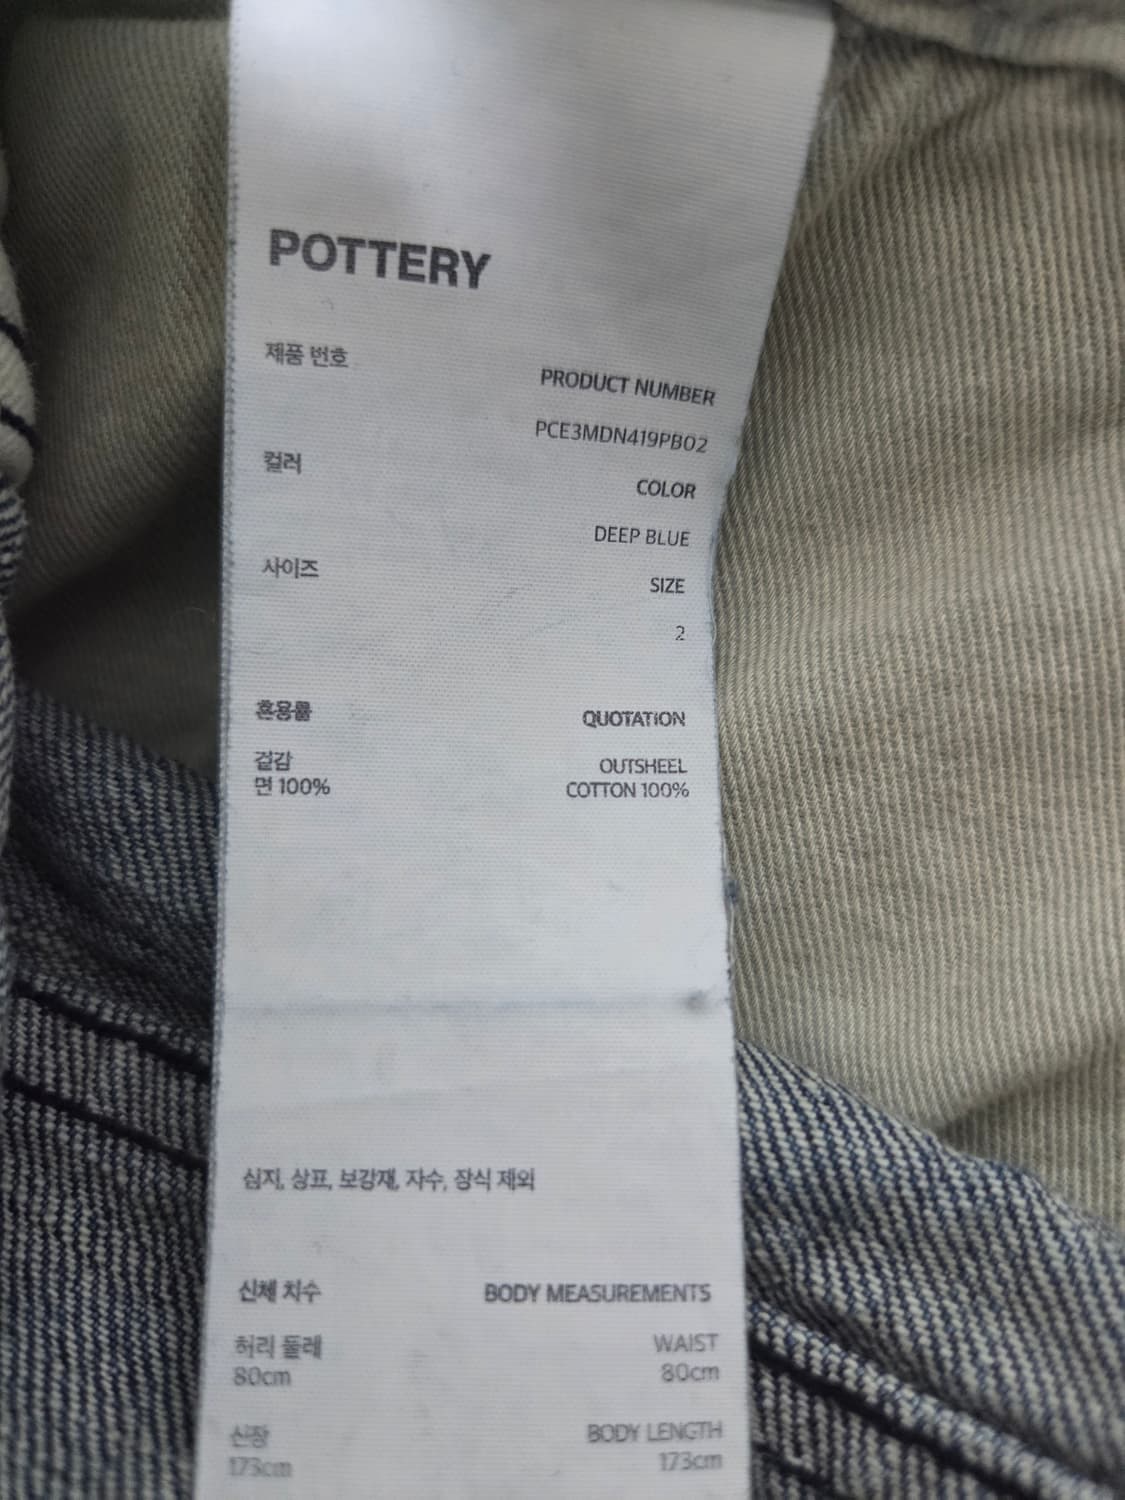 POTTERY
제품 번호
PRODUCT NUMBER
PCE3MDN419PB02
컬러
COLOR
DEEP BLUE
사이즈
SIZE
2
혼용률
QUOTATION
겉감
OUTSHEEL
면 100%
COTTON 100%
심지, 상표, 보강재, 자수, 장식 제외
신체 치수
BODY MEASUREMENTS
허리 둘레
WAIST
80cm
80cm
신장
BODY LENGTH
173cm
173cm